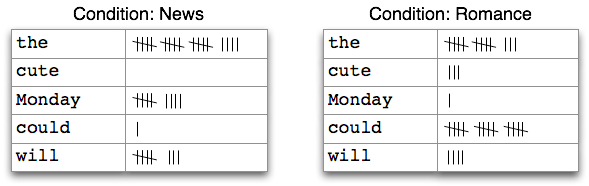 Condition: News
the
cute
Monday
could
will
Condition: Romance
the
cute
Monday
could
will